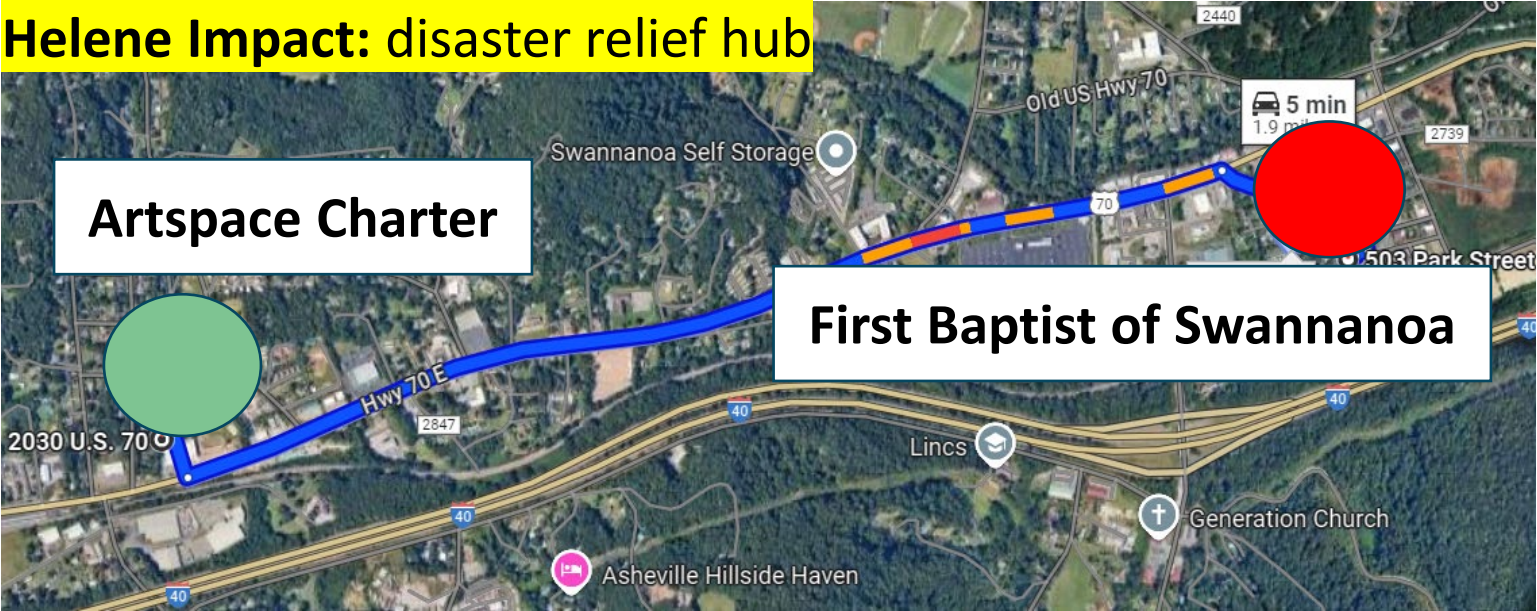 Helene Impact: disaster relief hub
2440
Old US Hwy 70
5 min
1.9
2739
Swannanoa Self Storage
Artspace Charter
70
503 Park Street
First Baptist of Swannanoa
40
Hwy 70 E
2847
40
40
2030 U.S. 70
Lincs
40
Generation Church
Asheville Hillside Haven
40